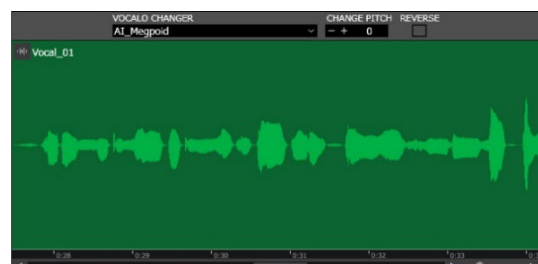 VOCALO CHANGER CHANGE PITCH REVERSE
AI_Megpoid − + 0
Vocal_01
0:28 0:29 0:30 0:31 0:32 0:33